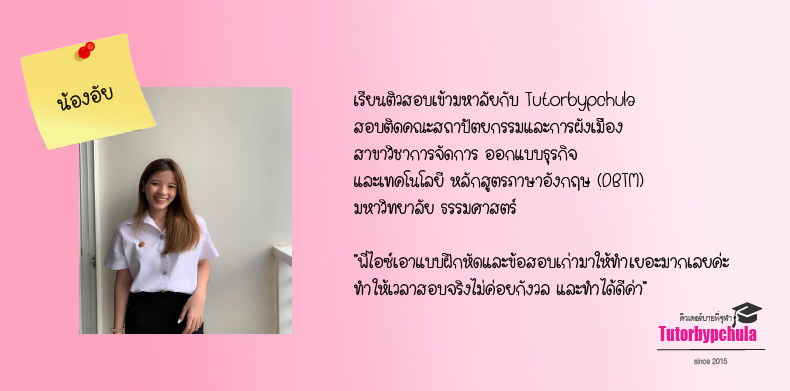 น้องอัย
เรียนติวสอบเข้ามหาลัยกับ Tutorbypchula
สอบติดคณะสถาปัตยกรรมและการผังเมือง
สาขาวิชาการจัดการ ออกแบบธุรกิจ
และเทคโนโลยี หลักสูตรภาษาอังกฤษ (DBTM)
มหาวิทยาลัย ธรรมศาสตร์
"พี่ไอซ์เอาแบบฝึกหัดและข้อสอบเก่ามาให้ทำเยอะมากเลยค่ะ
ทำให้เวลาสอบจริงไม่ค่อยกังวล และทำได้ดีค่า"
ติวเตอร์บายพี่จุฬา
Tutorbypchula
since 2015